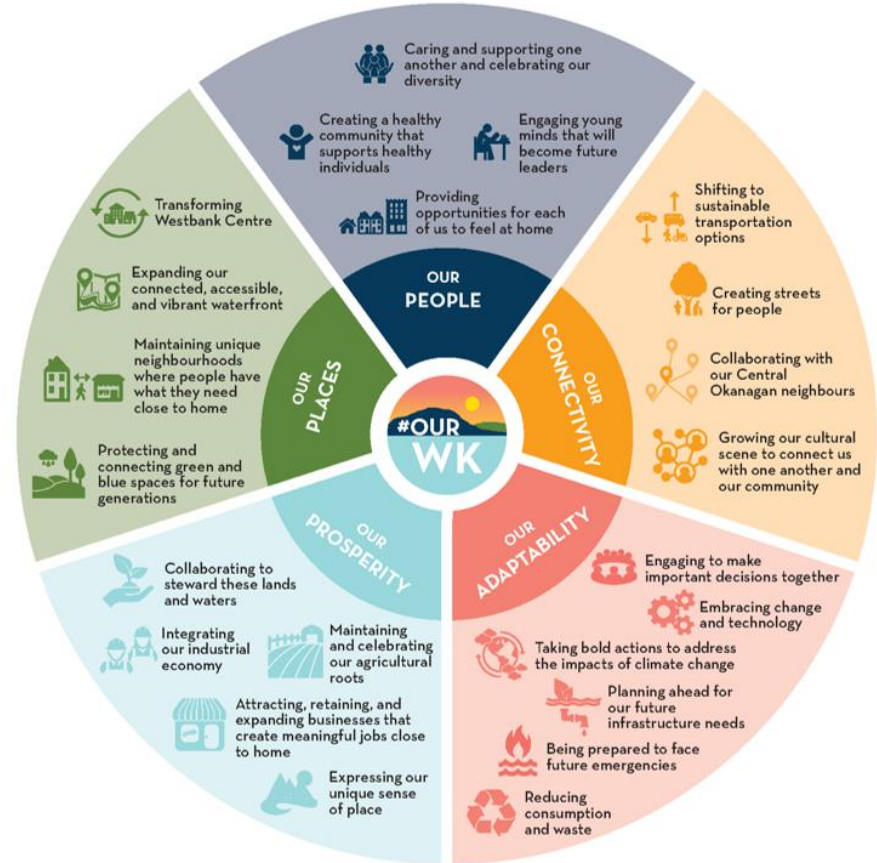 Caring and supporting one
another and celebrating our
diversity
Creating a healthy
community that
supports healthy
individuals
Engaging young
minds that will
become future
leaders
Providing
opportunities for each
of us to feel at home
OUR
PEOPLE
Shifting to
sustainable
transportation
options
Creating streets
for people
Collaborating with
our Central
Okanagan neighbours
Growing our cultural
scene to connect us
with one another and
our community
OUR
CONNECTIVITY
Engaging to make
important decisions together
Embracing change
and technology
Taking bold actions to address
the impacts of climate change
Planning ahead for
our future
infrastructure needs
Being prepared to face
future emergencies
Reducing
consumption
and waste
OUR
ADAPTABILITY
Collaborating to
steward these lands
and waters
Integrating
our industrial
economy
Maintaining
and celebrating
our agricultural
roots
Attracting, retaining, and
expanding businesses that
create meaningful jobs close
to home
Expressing our
unique sense
of place
OUR
PROSPERITY
Transforming
Westbank Centre
Expanding our
connected, accessible,
and vibrant waterfront
Maintaining unique
neighbourhoods
where people have
what they need
close to home
Protecting and
connecting green and
blue spaces for future
generations
OUR
PLACES
#OUR
WK